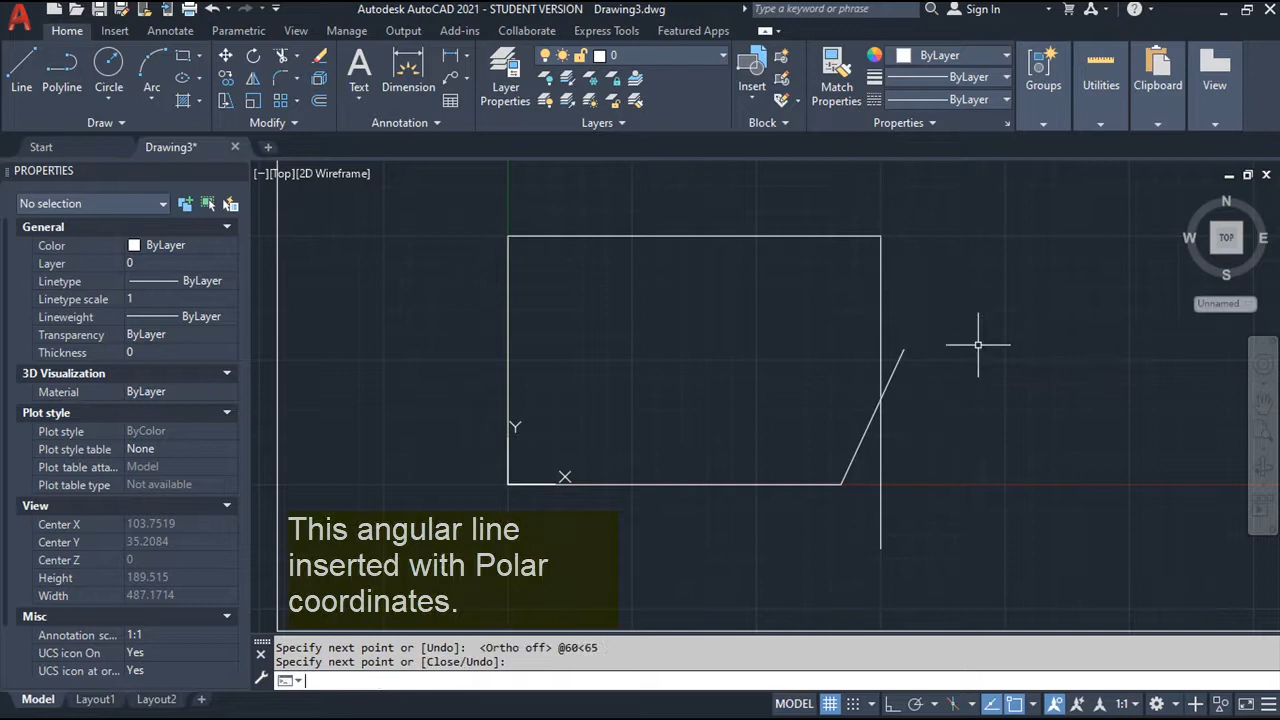 Autodesk AutoCAD 2021 - STUDENT VERSION Drawing3.dwg
Type a keyword or phrase
Sign In
Home Insert Annotate Parametric View Manage Output Add-ins Collaborate Express Tools Featured Apps
0 ByLayer
ByLayer
ByLayer
Line Polyline Circle Arc Text Dimension Layer Properties Insert Match Properties Groups Utilities Clipboard View
Draw Modify Annotation Layers Block Properties
Start Drawing3*
PROPERTIES
[−][Top][2D Wireframe]
No selection
General
Color ByLayer
Layer 0
Linetype ByLayer
Linetype scale 1
Lineweight ByLayer
Transparency ByLayer
Thickness 0
3D Visualization
Material ByLayer
Plot style
Plot style ByColor
Plot style table None
Plot table atta... Model
Plot table type Not available
View
Center X 103.7519
Center Y 35.2084
Center Z 0
Height 189.515
Width 487.1714
Misc
Annotation sc... 1:1
UCS icon On Yes
UCS icon at or... Yes
N
W TOP E
S
Unnamed
Y
X
This angular line
inserted with Polar
coordinates.
Specify next point or [Undo]: <Ortho off> @60<65
Specify next point or [Close/Undo]:
Model Layout1 Layout2
MODEL 1:1